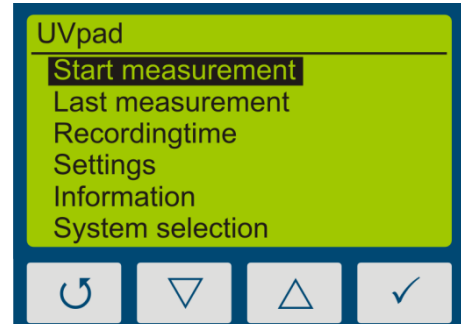 UVpad
Start measurement
Last measurement
Recordingtime
Settings
Information
System selection